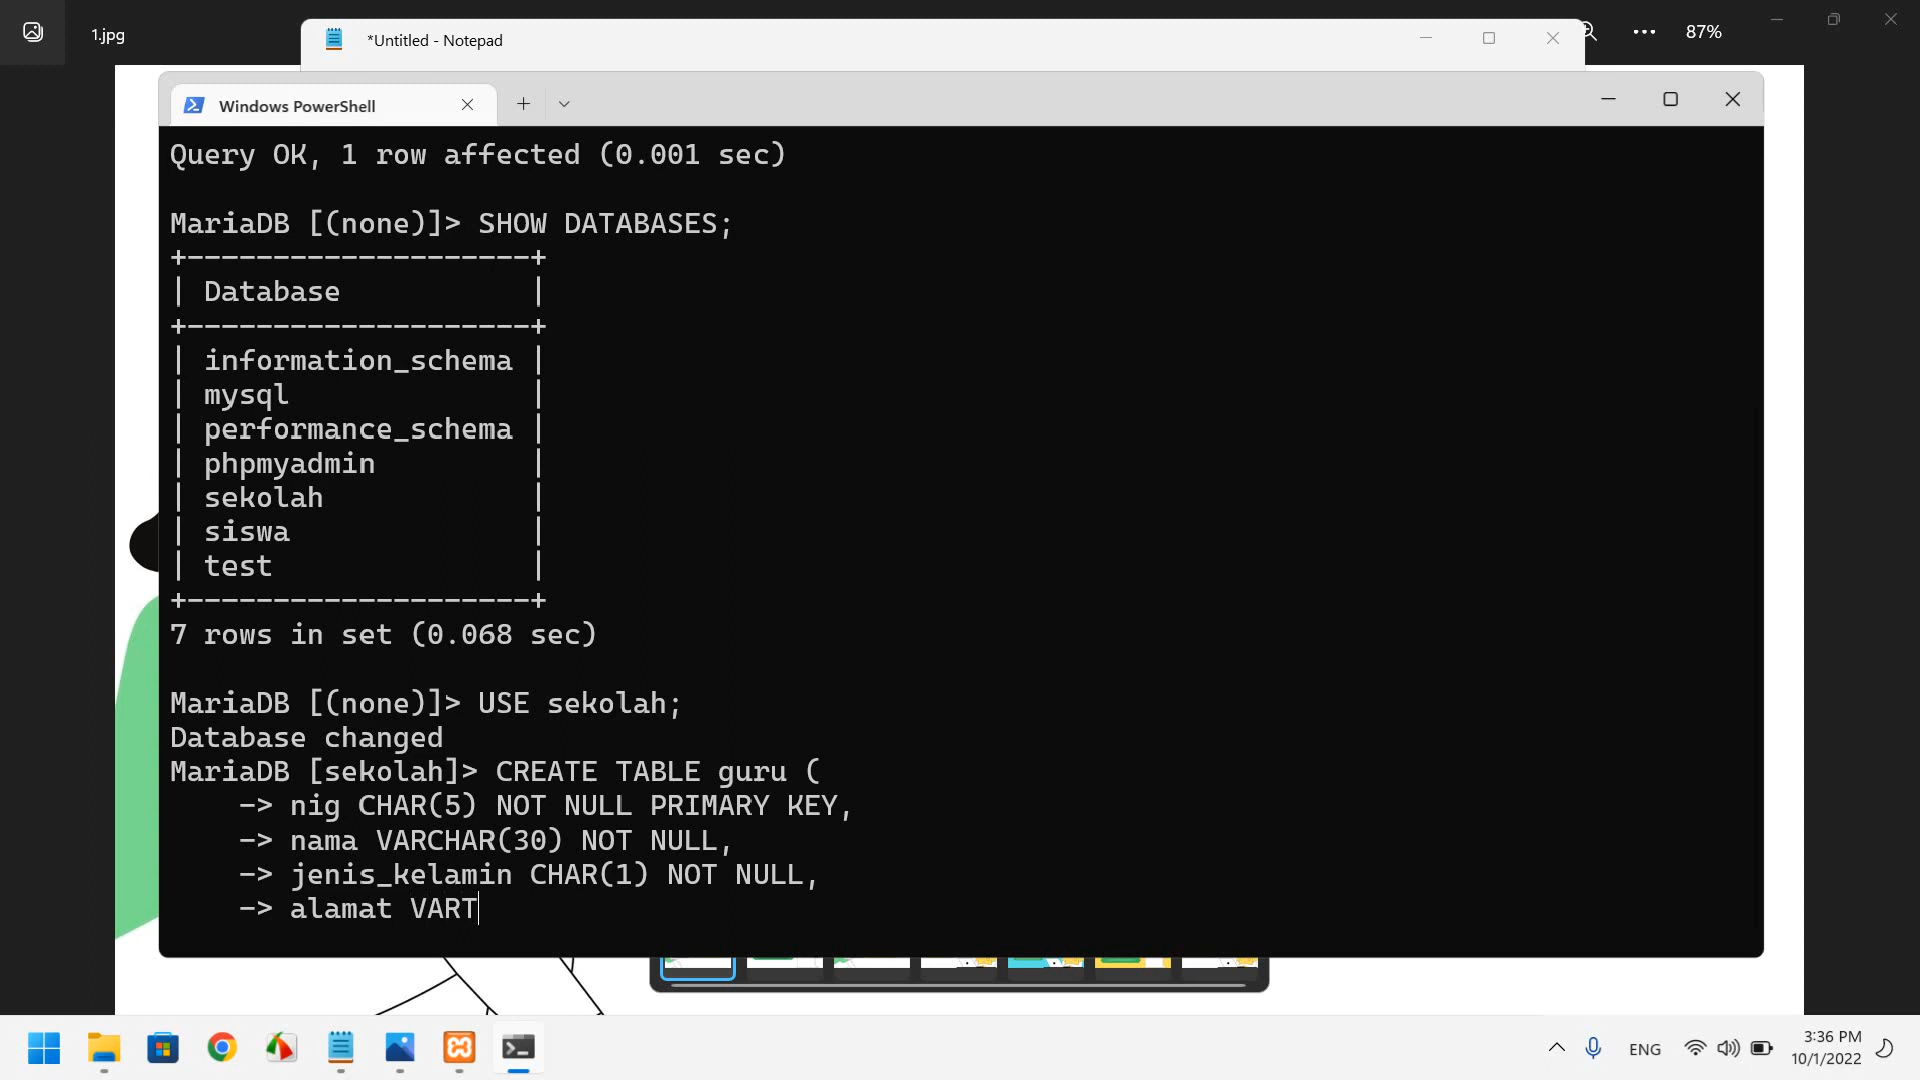 1.jpg
*Untitled - Notepad
87%
Windows PowerShell
Query OK, 1 row affected (0.001 sec)
MariaDB [(none)]> SHOW DATABASES;
+--------------------+
| Database           |
+--------------------+
| information_schema |
| mysql              |
| performance_schema |
| phpmyadmin         |
| sekolah            |
| siswa              |
| test               |
+--------------------+
7 rows in set (0.068 sec)
MariaDB [(none)]> USE sekolah;
Database changed
MariaDB [sekolah]> CREATE TABLE guru (
    -> nig CHAR(5) NOT NULL PRIMARY KEY,
    -> nama VARCHAR(30) NOT NULL,
    -> jenis_kelamin CHAR(1) NOT NULL,
    -> alamat VART
ENG
3:36 PM
10/1/2022